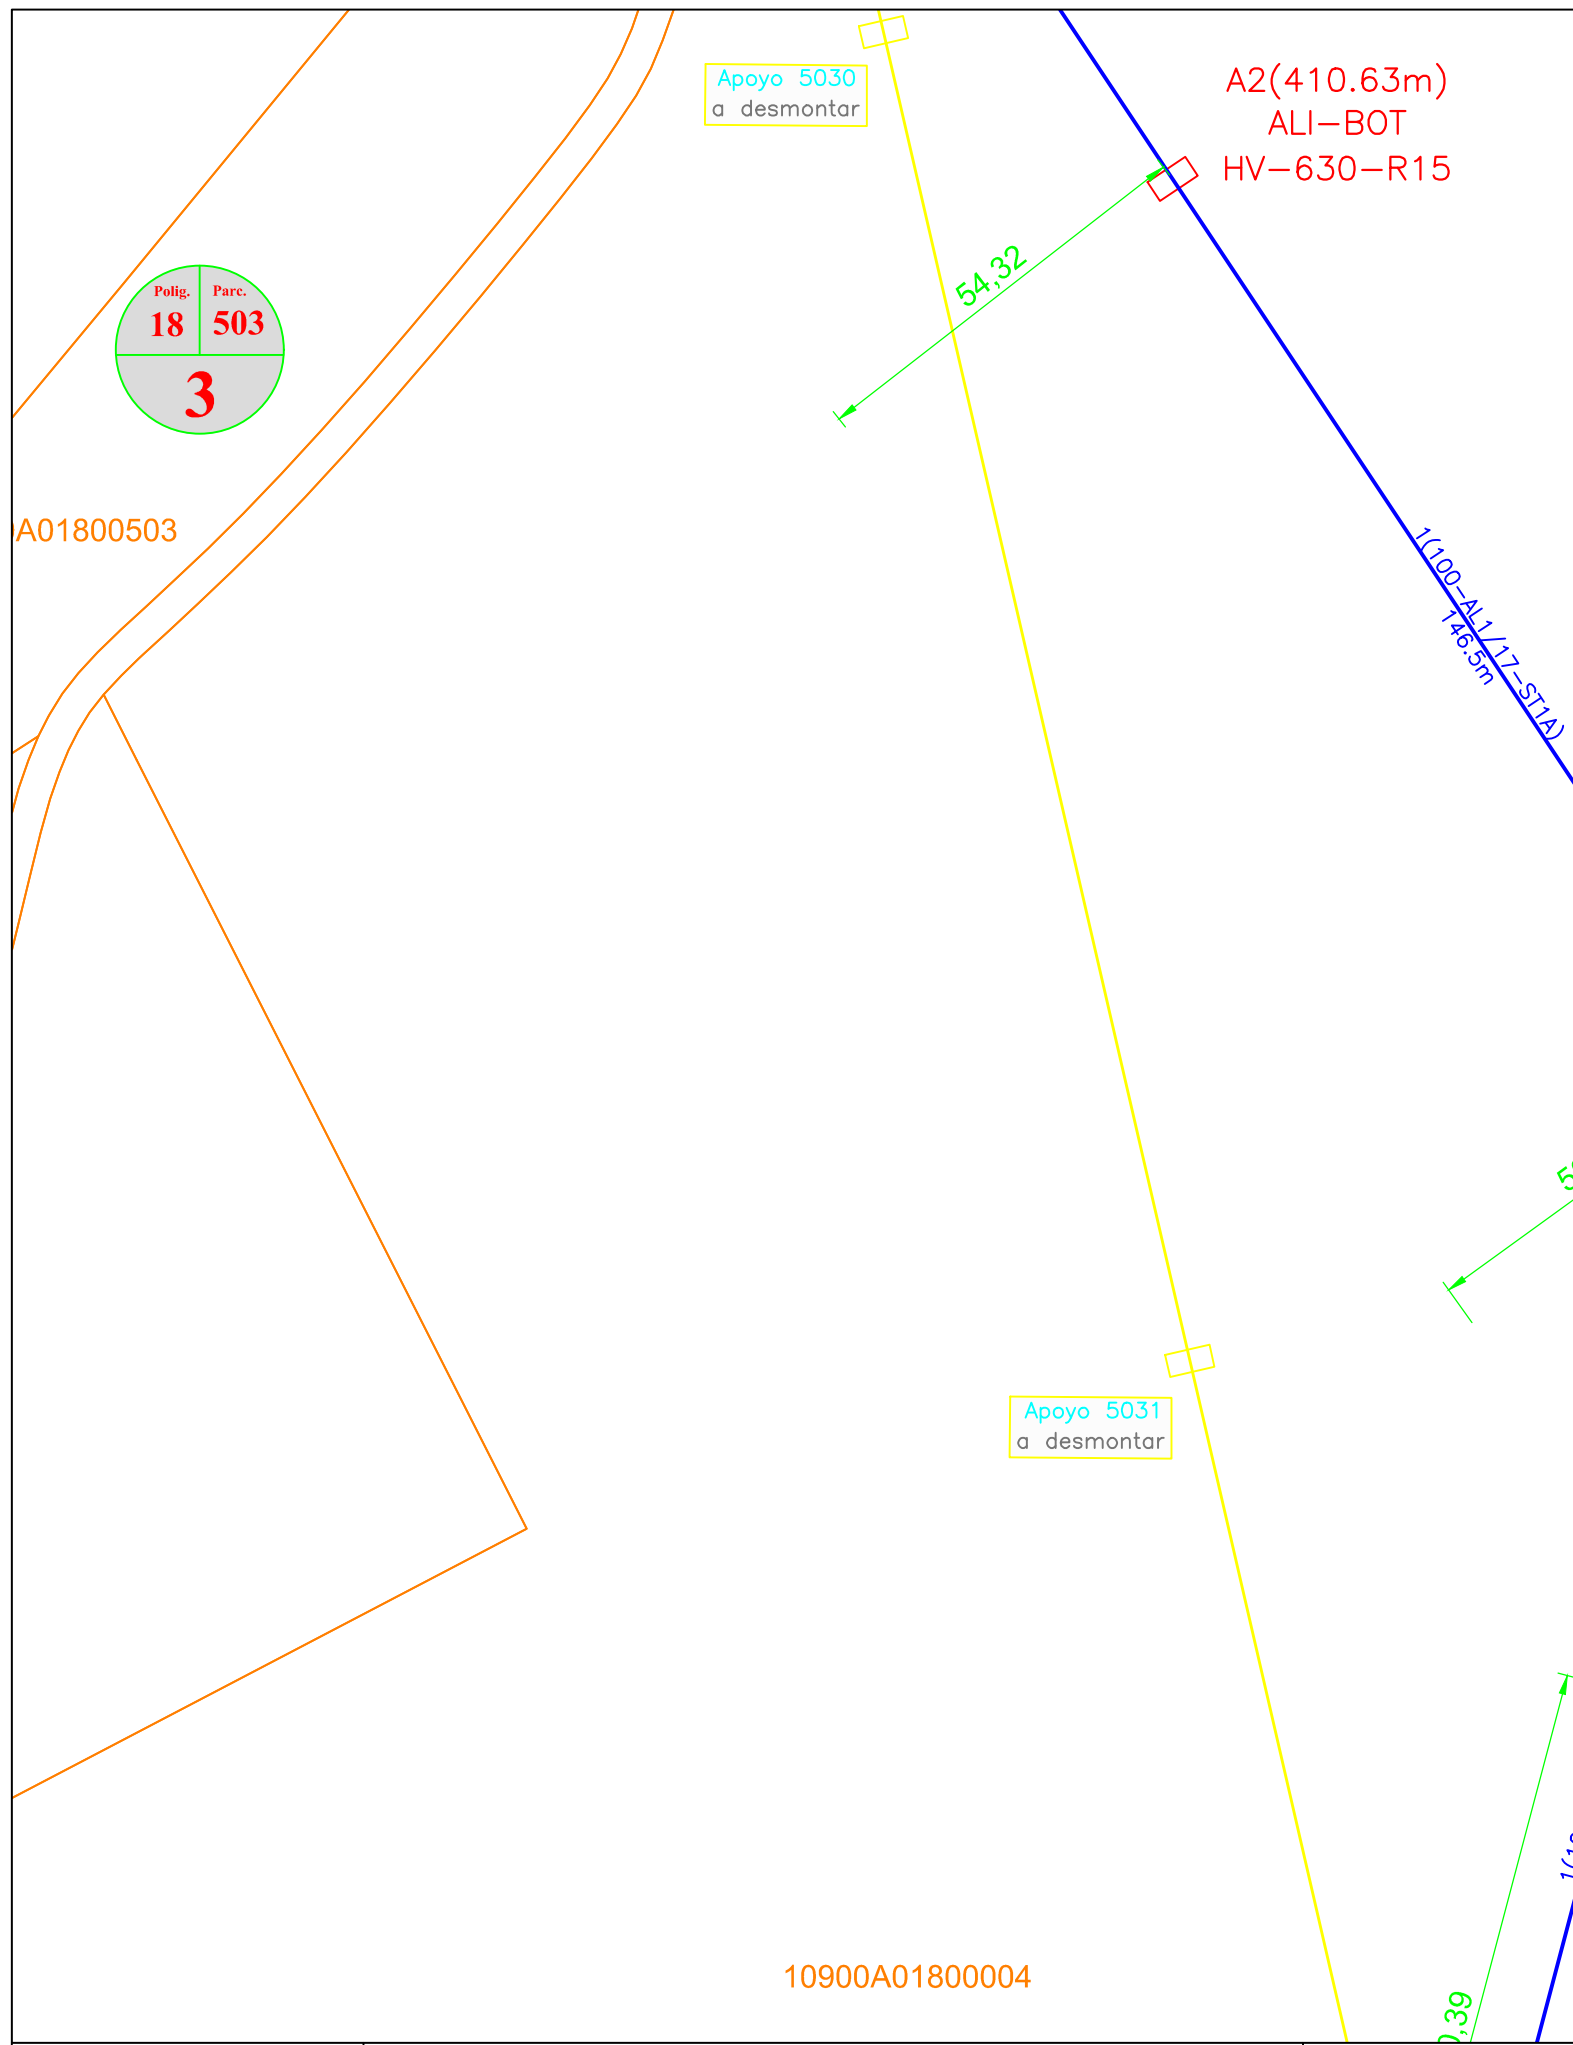 Apoyo 5030
a desmontar
A2(410.63m)
ALI-BOT
HV-630-R15
54,32
Polig.
18
Parc.
503
3
A01800503
1(100-AL1/17-ST1A)
146.5m
Apoyo 5031
a desmontar
10900A01800004
,39